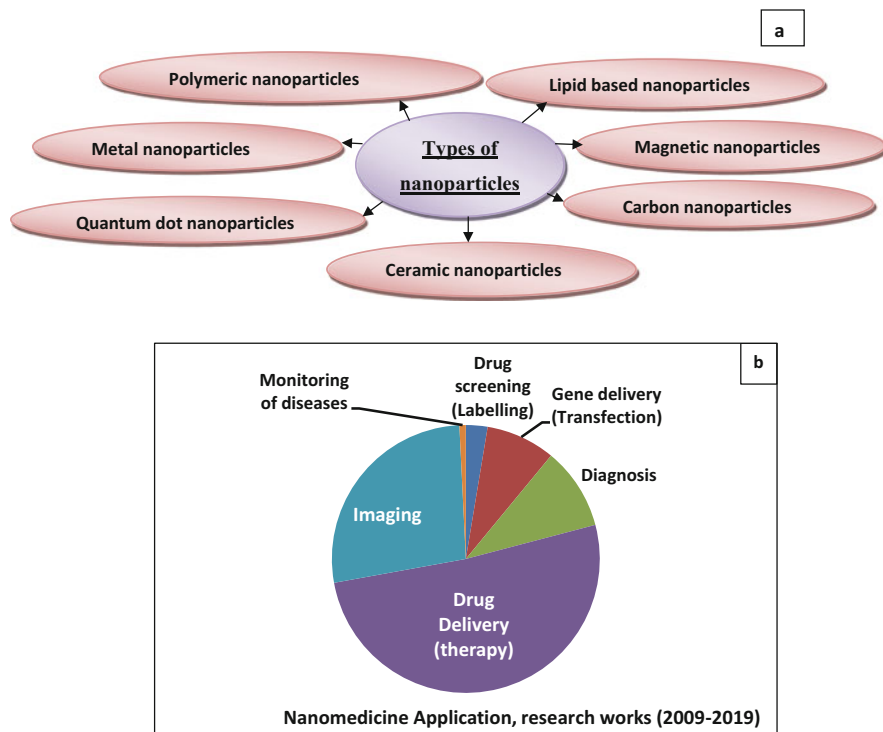 a
Polymeric nanoparticles
Lipid based nanoparticles
Metal nanoparticles
Types of
nanoparticles
Magnetic nanoparticles
Quantum dot nanoparticles
Carbon nanoparticles
Ceramic nanoparticles
b
Monitoring
of diseases
Drug
screening
(Labelling)
Gene delivery
(Transfection)
Diagnosis
Imaging
Drug
Delivery
(therapy)
Nanomedicine Application, research works (2009-2019)